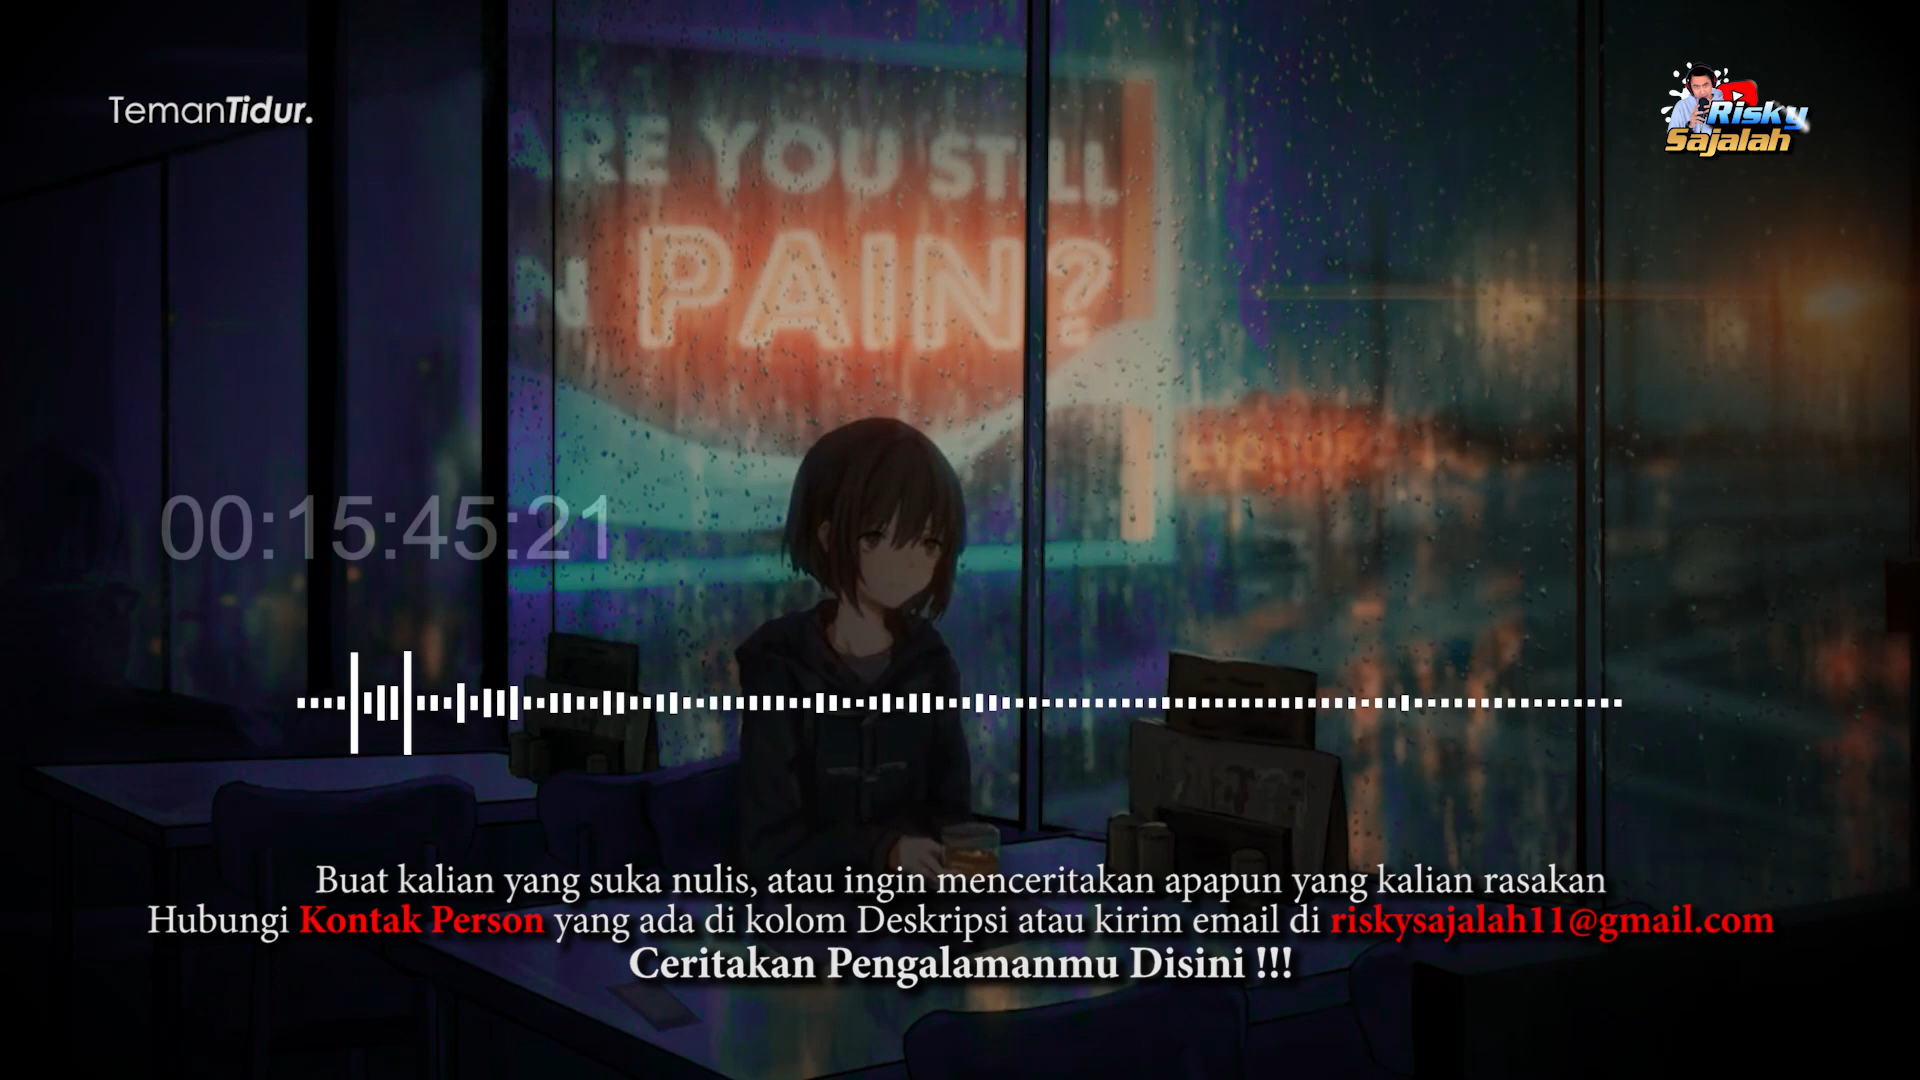 TemanTidur.
Risky
Sajalah
ARE YOU STILL
IN PAIN?
LIQUOR
00:15:45:21
Buat kalian yang suka nulis, atau ingin menceritakan apapun yang kalian rasakan
Hubungi Kontak Person yang ada di kolom Deskripsi atau kirim email di riskysajalah11@gmail.com
Ceritakan Pengalamanmu Disini !!!